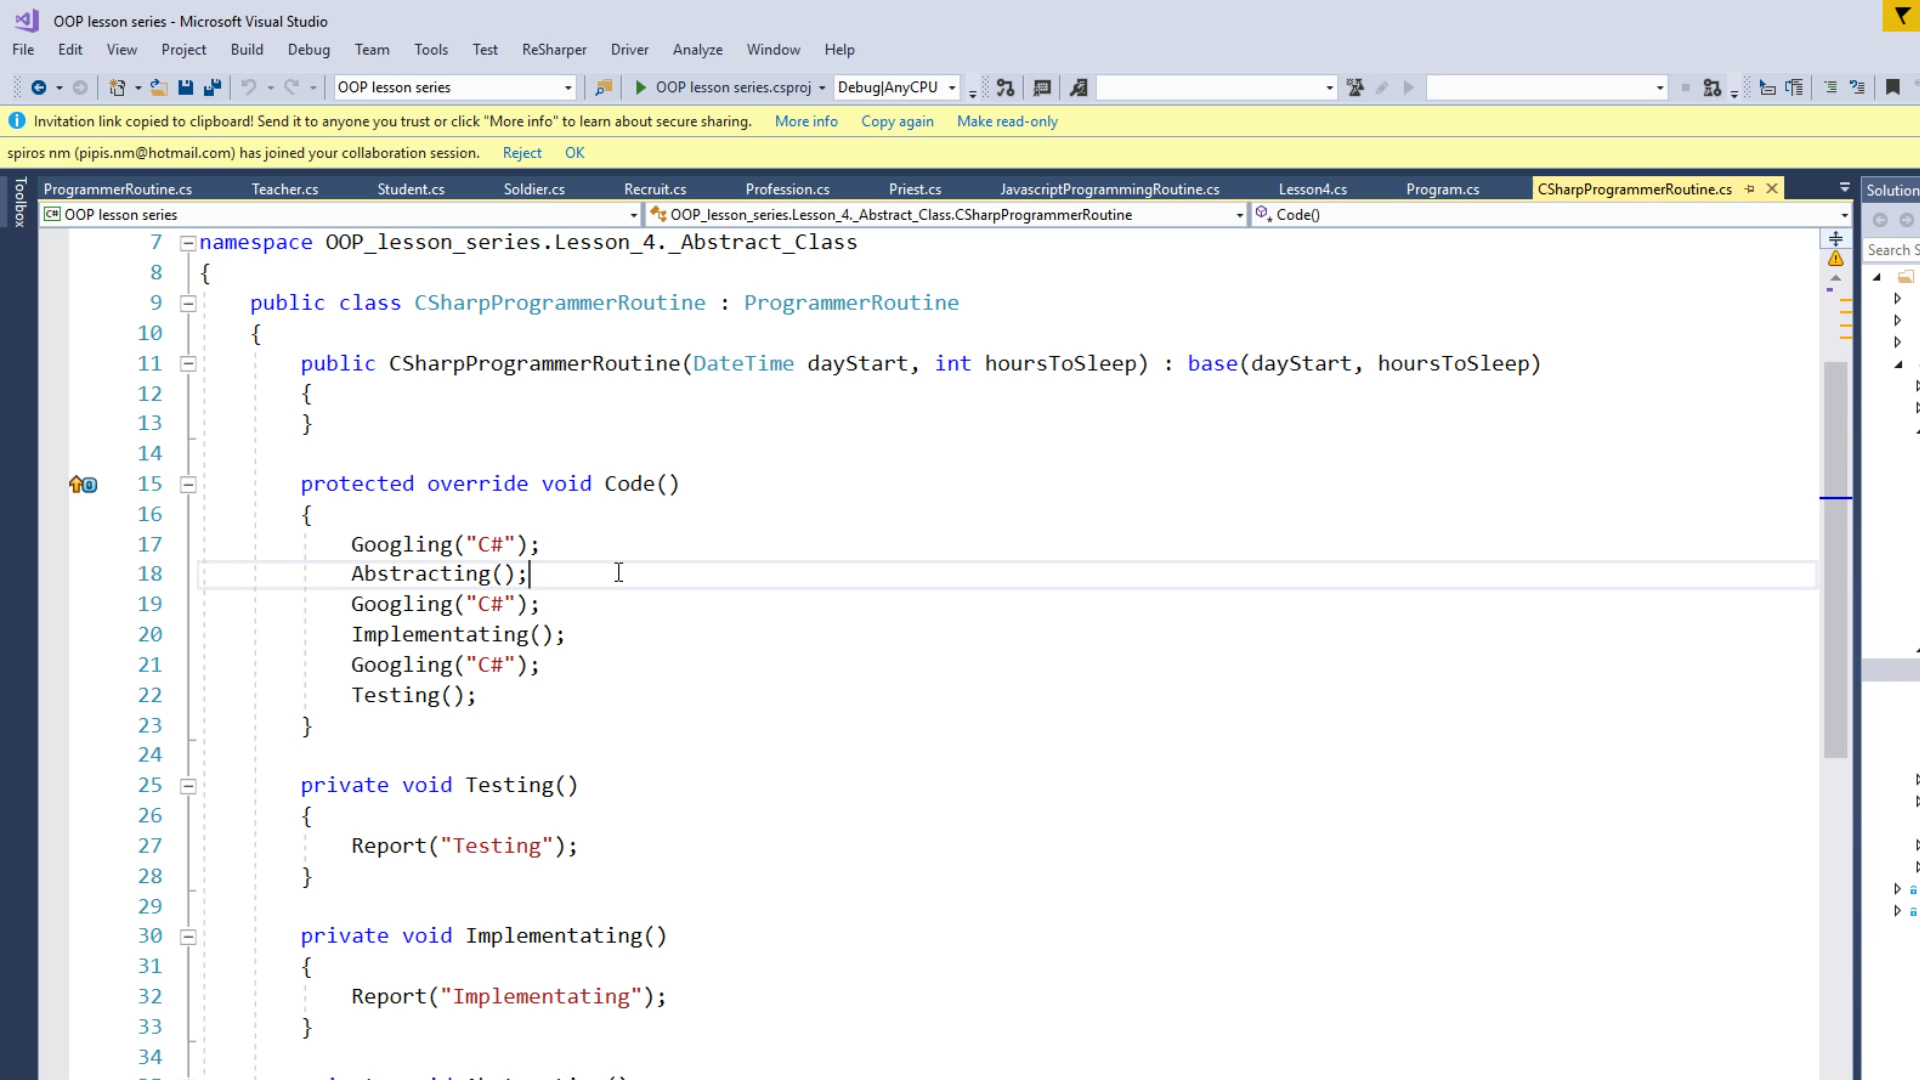 OOP lesson series - Microsoft Visual Studio
File Edit View Project Build Debug Team Tools Test ReSharper Driver Analyze Window Help
OOP lesson series OOP lesson series.csproj Debug|AnyCPU
Invitation link copied to clipboard! Send it to anyone you trust or click "More info" to learn about secure sharing. More info Copy again Make read-only
spiros nm (pipis.nm@hotmail.com) has joined your collaboration session. Reject OK
Toolbox
ProgrammerRoutine.cs Teacher.cs Student.cs Soldier.cs Recruit.cs Profession.cs Priest.cs JavascriptProgrammingRoutine.cs Lesson4.cs Program.cs CSharpProgrammerRoutine.cs Solution
C# OOP lesson series OOP_lesson_series.Lesson_4._Abstract_Class.CSharpProgrammerRoutine Code()
Search S
7 namespace OOP_lesson_series.Lesson_4._Abstract_Class
8 {
9 public class CSharpProgrammerRoutine : ProgrammerRoutine
10 {
11 public CSharpProgrammerRoutine(DateTime dayStart, int hoursToSleep) : base(dayStart, hoursToSleep)
12 {
13 }
14
15 protected override void Code()
16 {
17 Googling("C#");
18 Abstracting();
19 Googling("C#");
20 Implementating();
21 Googling("C#");
22 Testing();
23 }
24
25 private void Testing()
26 {
27 Report("Testing");
28 }
29
30 private void Implementating()
31 {
32 Report("Implementating");
33 }
34